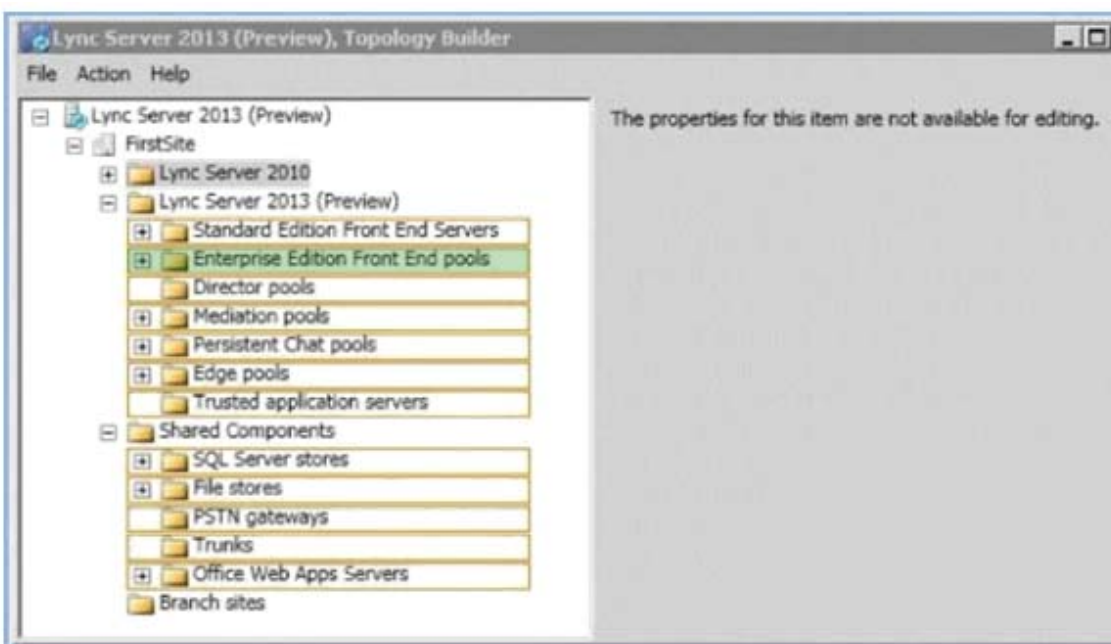 Lync Server 2013 (Preview), Topology Builder
File Action Help
Lync Server 2013 (Preview)
The properties for this item are not available for editing.
FirstSite
Lync Server 2010
Lync Server 2013 (Preview)
Standard Edition Front End Servers
Enterprise Edition Front End pools
Director pools
Mediation pools
Persistent Chat pools
Edge pools
Trusted application servers
Shared Components
SQL Server stores
File stores
PSTN gateways
Trunks
Office Web Apps Servers
Branch sites